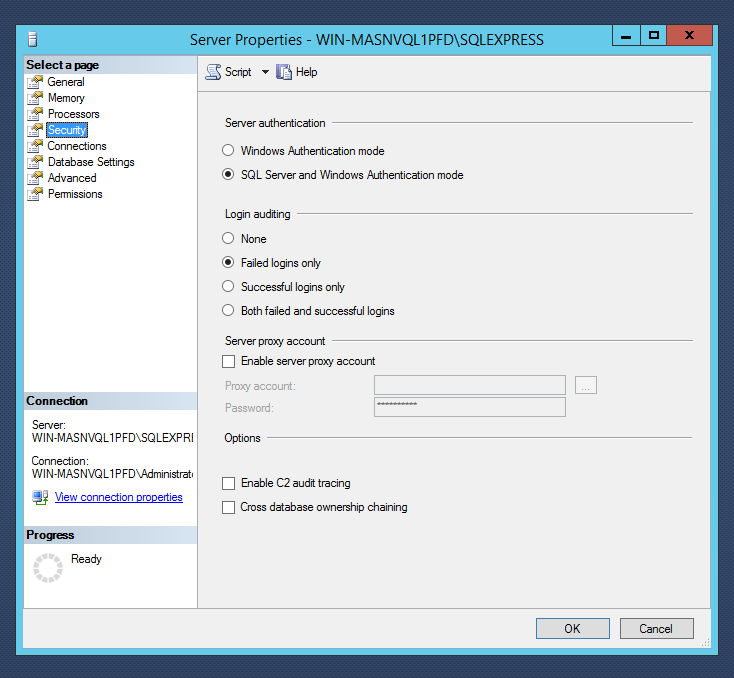 Server Properties - WIN-MASNVQL1PFD\SQLEXPRESS
Select a page
General
Memory
Processors
Security
Connections
Database Settings
Advanced
Permissions
Connection
Server:
WIN-MASNVQL1PFD\SQLEXPRE
Connection:
WIN-MASNVQL1PFD\Administrato
View connection properties
Progress
Ready
Script Help
Server authentication
Windows Authentication mode
SQL Server and Windows Authentication mode
Login auditing
None
Failed logins only
Successful logins only
Both failed and successful logins
Server proxy account
Enable server proxy account
Proxy account:
...
Password: **********
Options
Enable C2 audit tracing
Cross database ownership chaining
OK Cancel